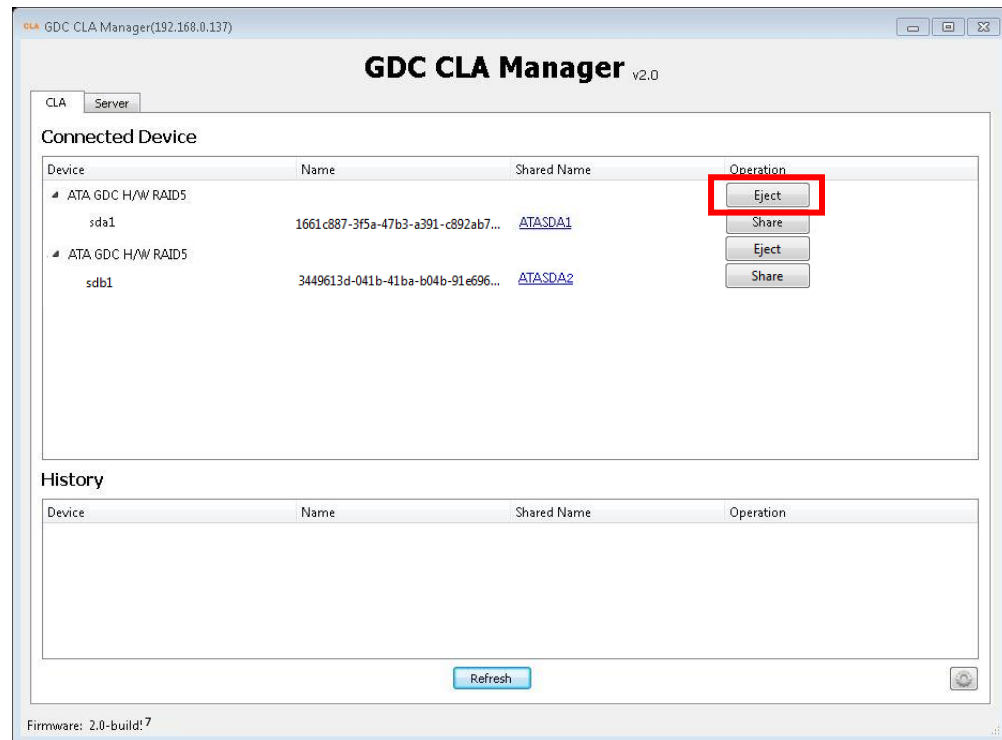 CLA GDC CLA Manager(192.168.0.137)
GDC CLA Manager v2.0
CLA Server
Connected Device
Device Name Shared Name Operation
ATA GDC H/W RAID5 Eject
sda1 1661c887-3f5a-47b3-a391-c892ab7... ATASDA1 Share
ATA GDC H/W RAID5 Eject
sdb1 3449613d-041b-41ba-b04b-91e696... ATASDA2 Share
History
Device Name Shared Name Operation
Refresh
Firmware: 2.0-build!7